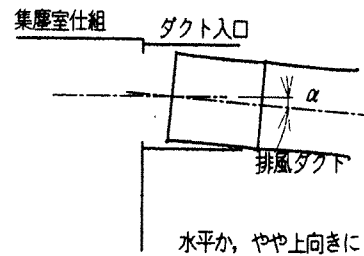 集塵室仕組
ダクト入口
α
排風ダクト
水平か,やや上向きに